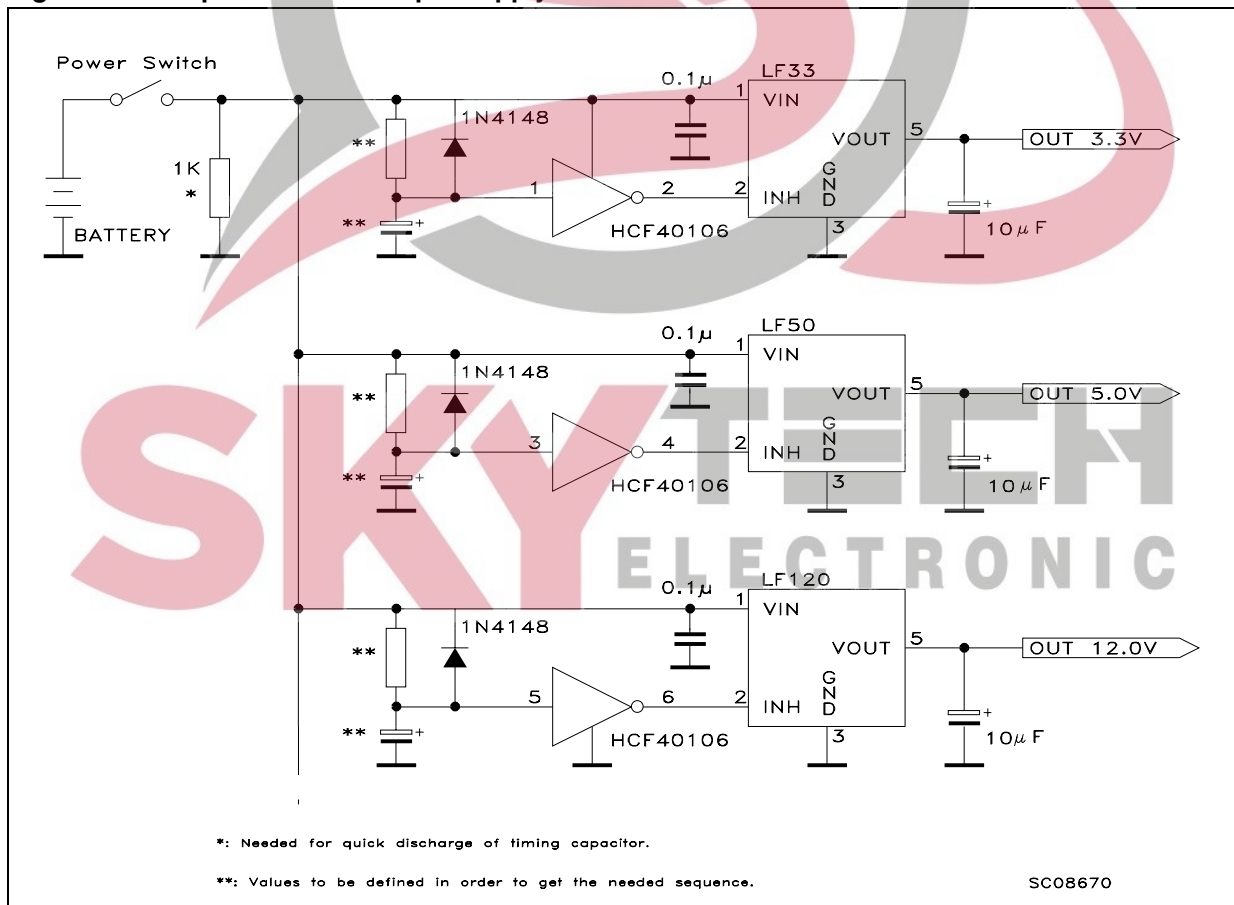 Power Switch
1K
*
BATTERY
**
1N4148
**
1
2
HCF40106
0.1μ
LF33
1
VIN
VOUT
5
2
INH
GND
3
OUT 3.3V
+
10μF
+
**
1N4148
**
+
3
4
HCF40106
0.1μ
LF50
1
VIN
VOUT
5
2
INH
GND
3
OUT 5.0V
+
10μF
SKYTECH
ELECTRONIC
**
1N4148
**
+
5
6
HCF40106
0.1μ
LF120
1
VIN
VOUT
5
2
INH
GND
3
OUT 12.0V
+
10μF
*: Needed for quick discharge of timing capacitor.
**: Values to be defined in order to get the needed sequence.
SC08670